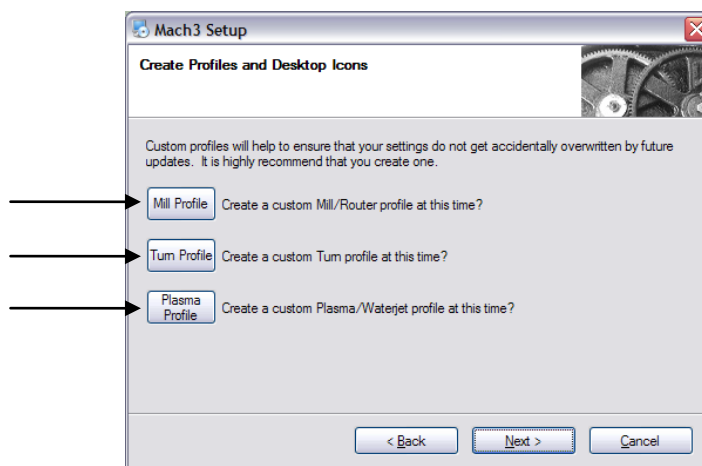 Mach3 Setup
Create Profiles and Desktop Icons
Custom profiles will help to ensure that your settings do not get accidentally overwritten by future
updates. It is highly recommend that you create one.
Mill Profile Create a custom Mill/Router profile at this time?
Turn Profile Create a custom Turn profile at this time?
Plasma
Profile Create a custom Plasma/Waterjet profile at this time?
< Back Next > Cancel